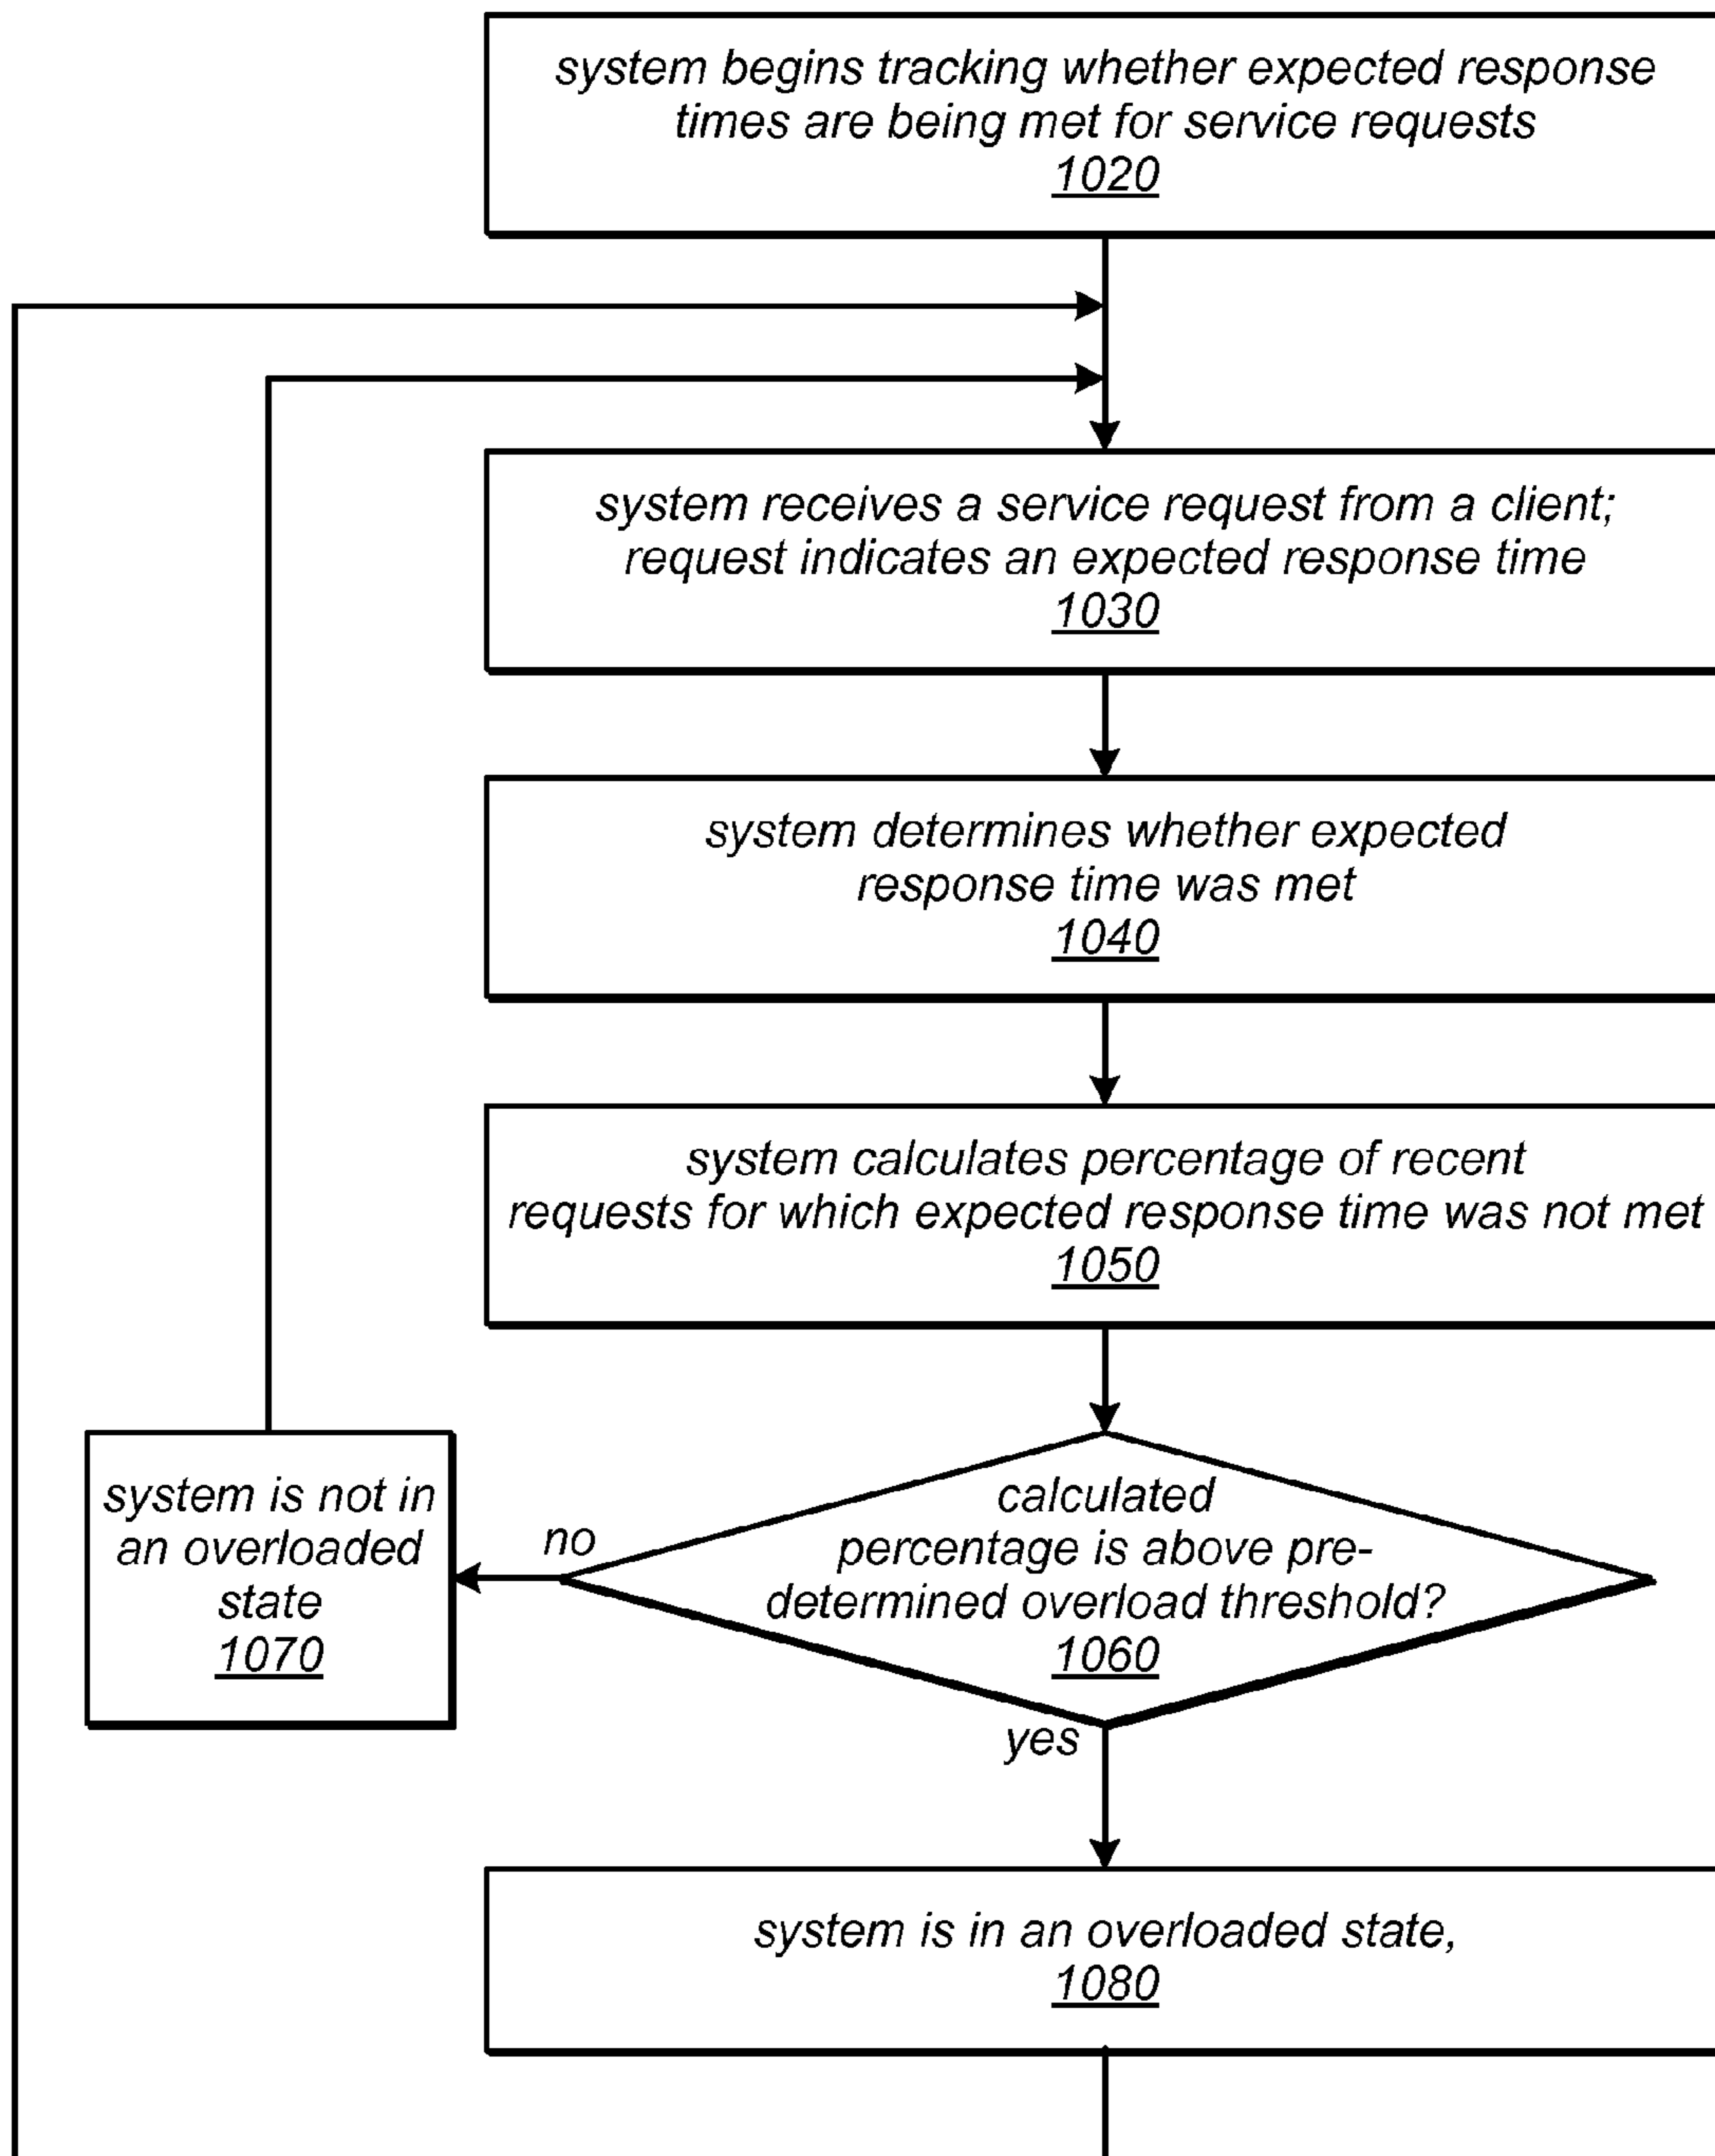 system begins tracking whether expected response
times are being met for service requests
1020
system receives a service request from a client;
request indicates an expected response time
1030
system determines whether expected
response time was met
1040
system calculates percentage of recent
requests for which expected response time was not met
1050
calculated
percentage is above pre-
determined overload threshold?
1060
no
system is not in
an overloaded
state
1070
yes
system is in an overloaded state,
1080